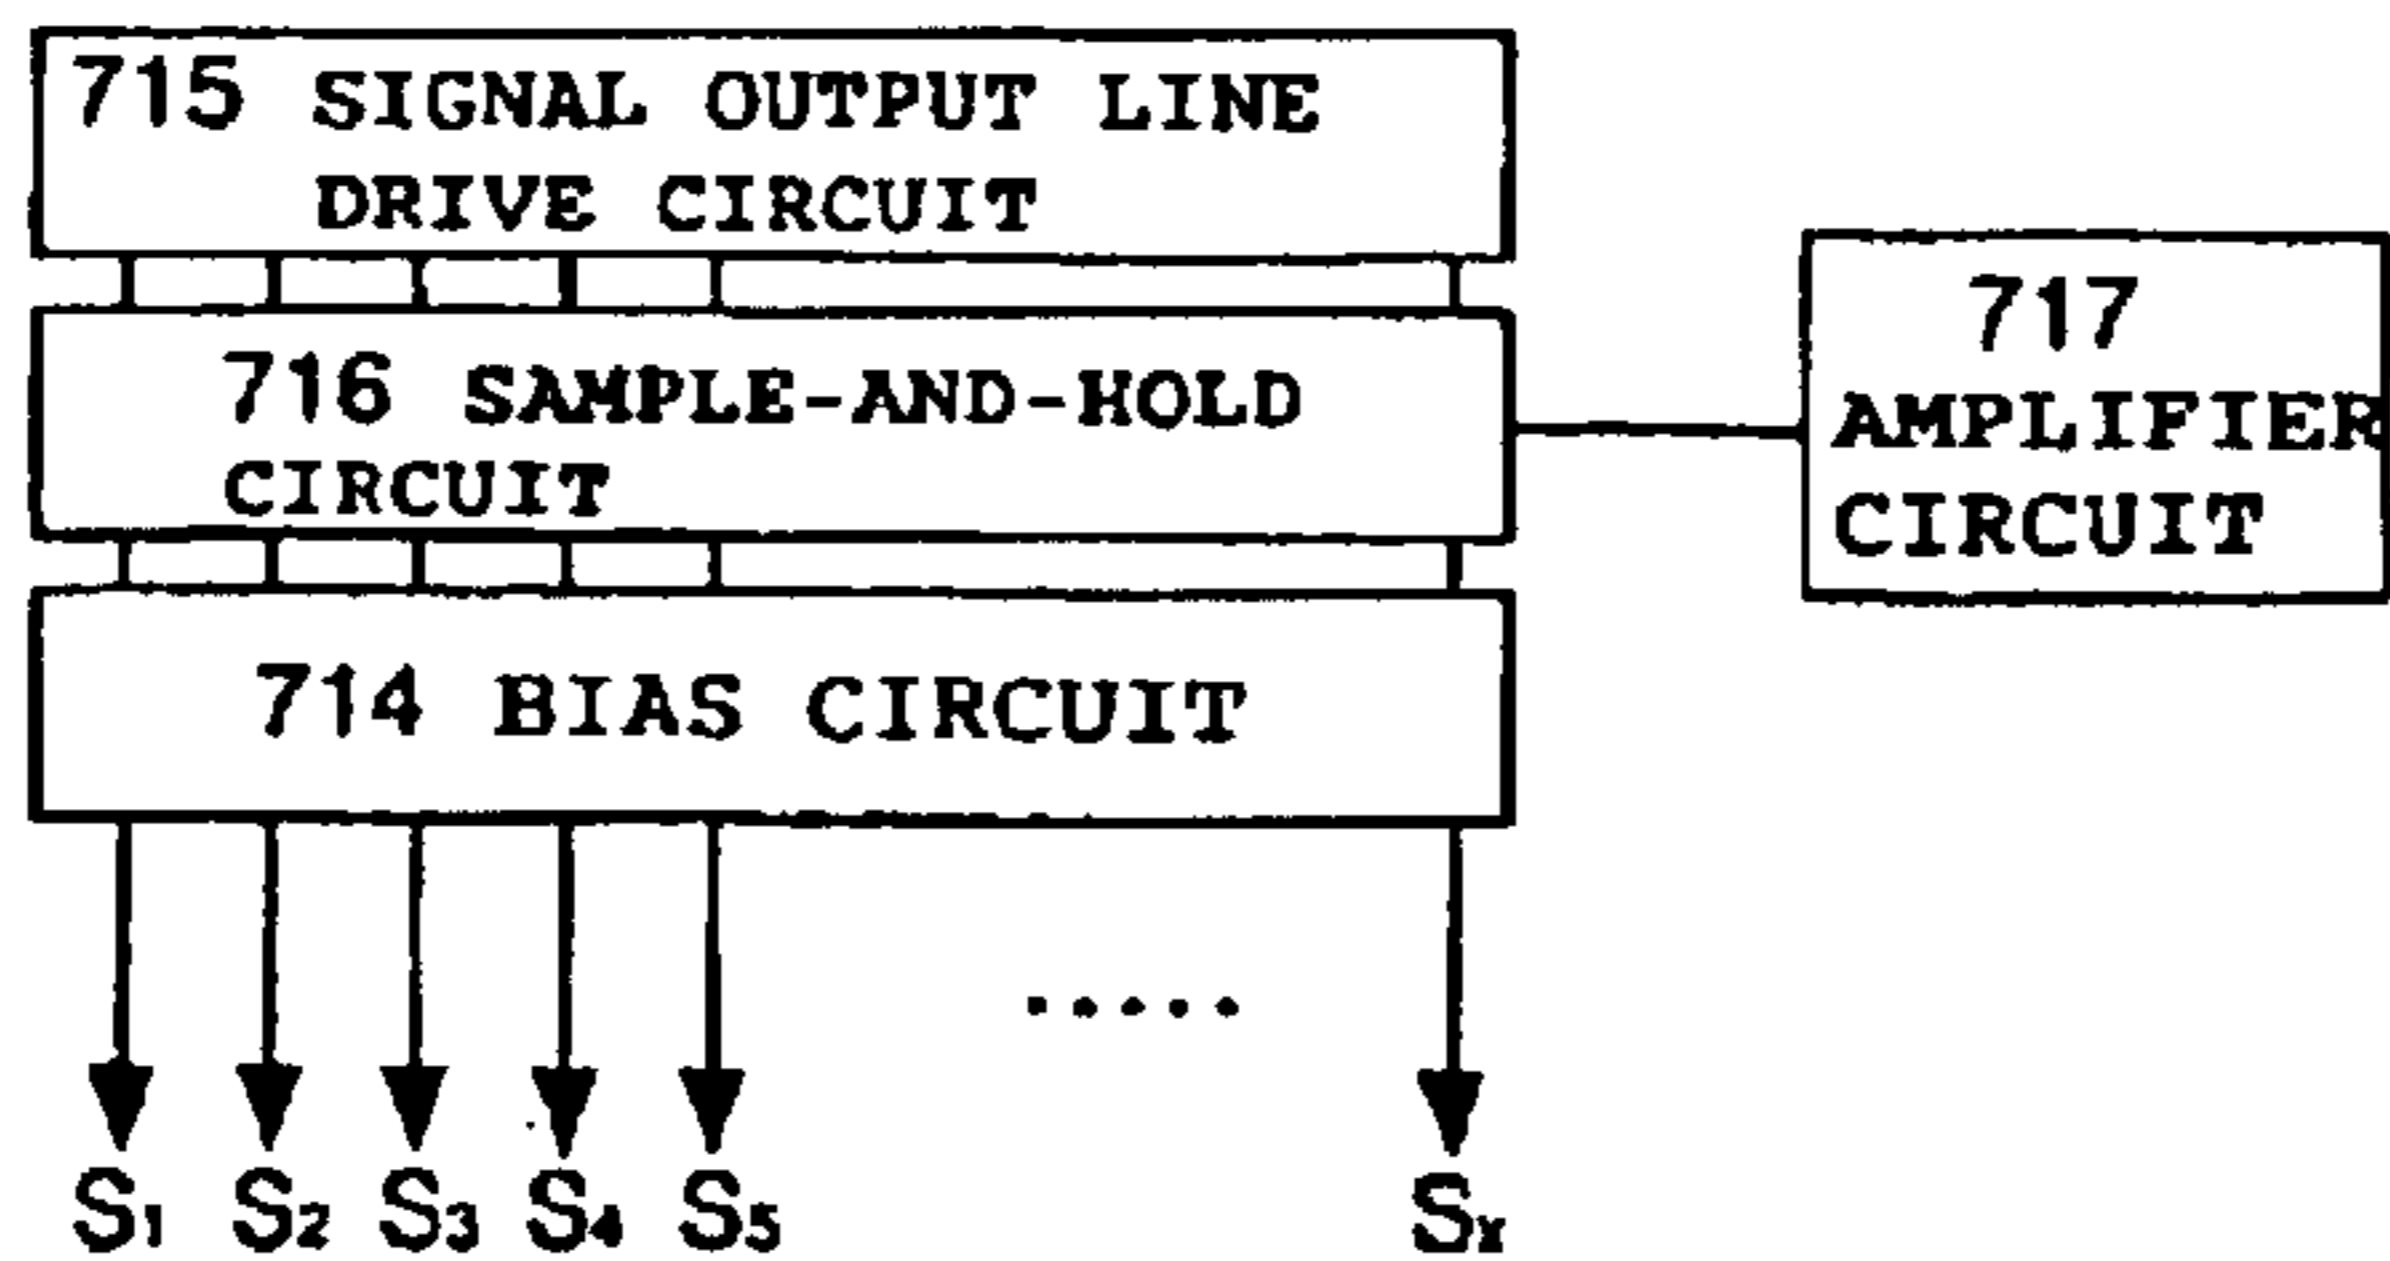 715 SIGNAL OUTPUT LINE
DRIVE CIRCUIT
716 SAMPLE-AND-HOLD
CIRCUIT
717
AMPLIFIER
CIRCUIT
714 BIAS CIRCUIT
.....
S1 S2 S3 S4 S5 Sx